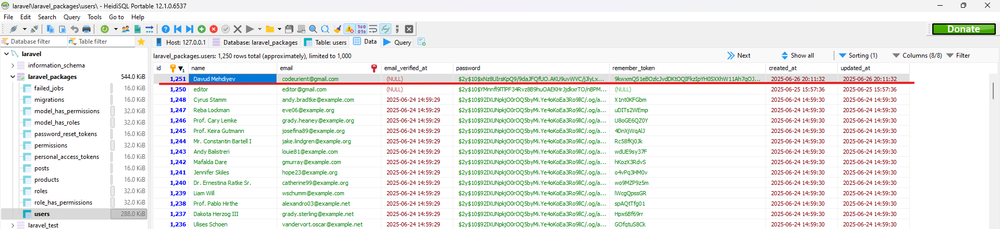 laravel\laravel_packages\users\ - HeidiSQL Portable 12.1.0.6537
File Edit Search Query Tools Go to Help
Donate
Database filter Table filter Host: 127.0.0.1 Database: laravel_packages Table: users Data Query
laravel
information_schema
laravel_packages 544.0 KiB
failed_jobs 16.0 KiB
migrations 16.0 KiB
model_has_permissions 32.0 KiB
model_has_roles 32.0 KiB
password_reset_tokens 16.0 KiB
permissions 32.0 KiB
personal_access_tokens 16.0 KiB
posts 16.0 KiB
products 16.0 KiB
roles 32.0 KiB
role_has_permissions 32.0 KiB
users 288.0 KiB
laravel_test
laravel_packages.users: 1,250 rows total (approximately), limited to 1,000 Next Show all Sorting (1) Columns (8/8) Filter
id 1 name email email_verified_at password remember_token created_at updated_at
1,251 Davud Mehdiyev codeurient@gmail.com (NULL) 2025-06-26 20:11:32 2025-06-26 20:11:32
1,250 editor editor@gmail.com (NULL) (NULL) 2025-06-25 15:57:36 2025-06-25 15:57:36
1,248 Cyrus Stamm andy.bradtke@example.com 2025-06-24 14:59:29 $2y$10$92IXUNpkjO0rOQ5byMi.Ye4oKoEa3Ro9llC/.og/a... X1nt0KFGbm 2025-06-24 14:59:30 2025-06-24 14:59:30
1,247 Reba Lockman eve06@example.org 2025-06-24 14:59:29 $2y$10$92IXUNpkjO0rOQ5byMi.Ye4oKoEa3Ro9llC/.og/a... uDITs2WEmp 2025-06-24 14:59:30 2025-06-24 14:59:30
1,246 Prof. Cary Lemke grady.heaney@example.org 2025-06-24 14:59:29 $2y$10$92IXUNpkjO0rOQ5byMi.Ye4oKoEa3Ro9llC/.og/a... U8oGE6QZ0Y 2025-06-24 14:59:30 2025-06-24 14:59:30
1,245 Prof. Keira Gutmann josefina89@example.org 2025-06-24 14:59:29 $2y$10$92IXUNpkjO0rOQ5byMi.Ye4oKoEa3Ro9llC/.og/a... 4DnXjWqAlJ 2025-06-24 14:59:30 2025-06-24 14:59:30
1,244 Mr. Constantin Bartell I jake.lindgren@example.org 2025-06-24 14:59:29 $2y$10$92IXUNpkjO0rOQ5byMi.Ye4oKoEa3Ro9llC/.og/a... Rc58fKj0Jk 2025-06-24 14:59:30 2025-06-24 14:59:30
1,243 Andy Balistreri louie81@example.com 2025-06-24 14:59:29 $2y$10$92IXUNpkjO0rOQ5byMi.Ye4oKoEa3Ro9llC/.og/a... wdUE9sy37F 2025-06-24 14:59:30 2025-06-24 14:59:30
1,242 Mafalda Dare gmurray@example.com 2025-06-24 14:59:29 $2y$10$92IXUNpkjO0rOQ5byMi.Ye4oKoEa3Ro9llC/.og/a... hKozX3RdvS 2025-06-24 14:59:30 2025-06-24 14:59:30
1,241 Jennifer Skiles hope23@example.org 2025-06-24 14:59:29 $2y$10$92IXUNpkjO0rOQ5byMi.Ye4oKoEa3Ro9llC/.og/a... o4vPq3HM0v 2025-06-24 14:59:30 2025-06-24 14:59:30
1,240 Dr. Ernestina Ratke Sr. catherine99@example.org 2025-06-24 14:59:29 $2y$10$92IXUNpkjO0rOQ5byMi.Ye4oKoEa3Ro9llC/.og/a... wo9MZP9z5m 2025-06-24 14:59:30 2025-06-24 14:59:30
1,239 Liam Will wschumm@example.com 2025-06-24 14:59:29 $2y$10$92IXUNpkjO0rOQ5byMi.Ye4oKoEa3Ro9llC/.og/a... lWcgQpssGR 2025-06-24 14:59:30 2025-06-24 14:59:30
1,238 Prof. Pablo Hirthe alexandro03@example.net 2025-06-24 14:59:29 $2y$10$92IXUNpkjO0rOQ5byMi.Ye4oKoEa3Ro9llC/.og/a... spAQtTfg01 2025-06-24 14:59:30 2025-06-24 14:59:30
1,237 Dakota Herzog III grady.sterling@example.net 2025-06-24 14:59:29 $2y$10$92IXUNpkjO0rOQ5byMi.Ye4oKoEa3Ro9llC/.og/a... Hpx6Bf69rr 2025-06-24 14:59:30 2025-06-24 14:59:30
1,236 Ulises Schoen vandervort.oscar@example.net 2025-06-24 14:59:29 $2y$10$92IXUNpkjO0rOQ5byMi.Ye4oKoEa3Ro9llC/.og/a... GOfqtuS8Ck 2025-06-24 14:59:30 2025-06-24 14:59:30